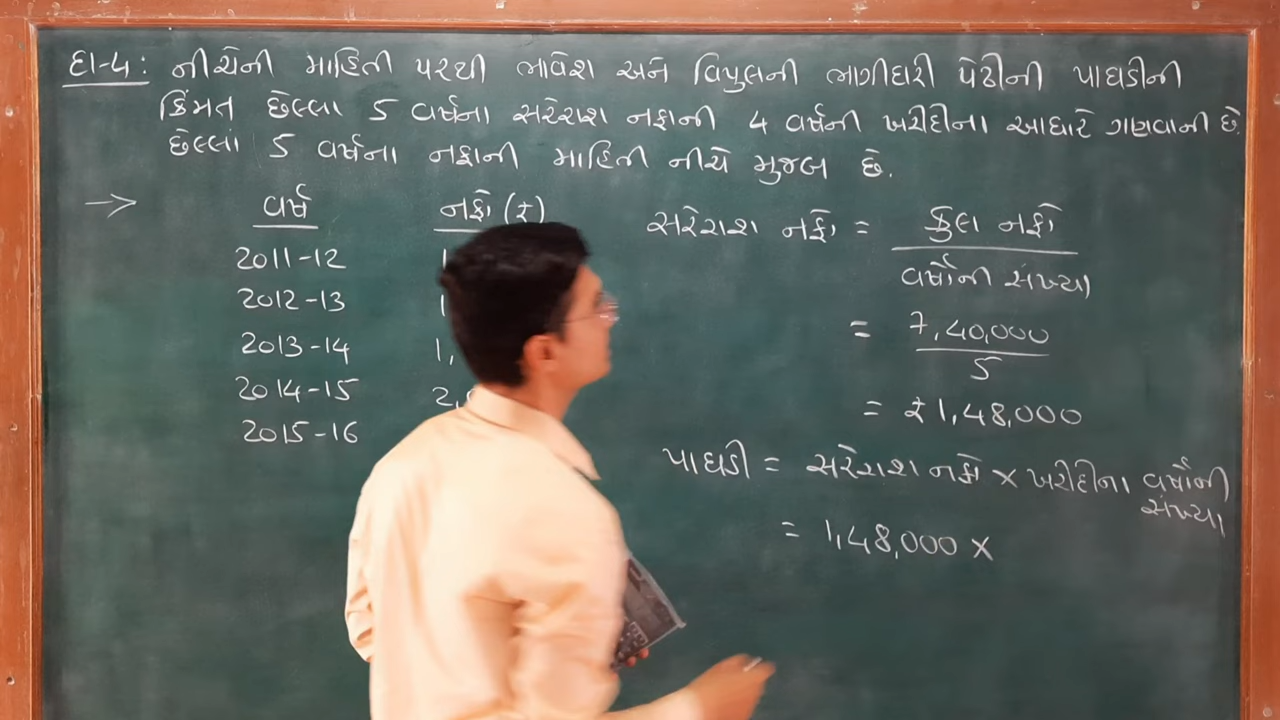 દા-4: નીચેની માહિતી પરથી ભાવેશ અને વિપુલની ભાગીદારી પેઢીની પાઘડીની
કિંમત છેલ્લા 5 વર્ષના સરેરાશ નફાની 4 વર્ષની ખરીદીના આધારે ગણવાની છે.
છેલ્લાં 5 વર્ષના નફાની માહિતી નીચે મુજબ છે.
→ વર્ષ નફો (₹)
2011-12
2012-13
2013-14
2014-15
2015-16
સરેરાશ નફો = કુલ નફો
વર્ષોની સંખ્યા
= 7,40,000
5
= ₹1,48,000
પાઘડી = સરેરાશ નફો × ખરીદીના વર્ષોની
સંખ્યા
= 1,48,000 ×